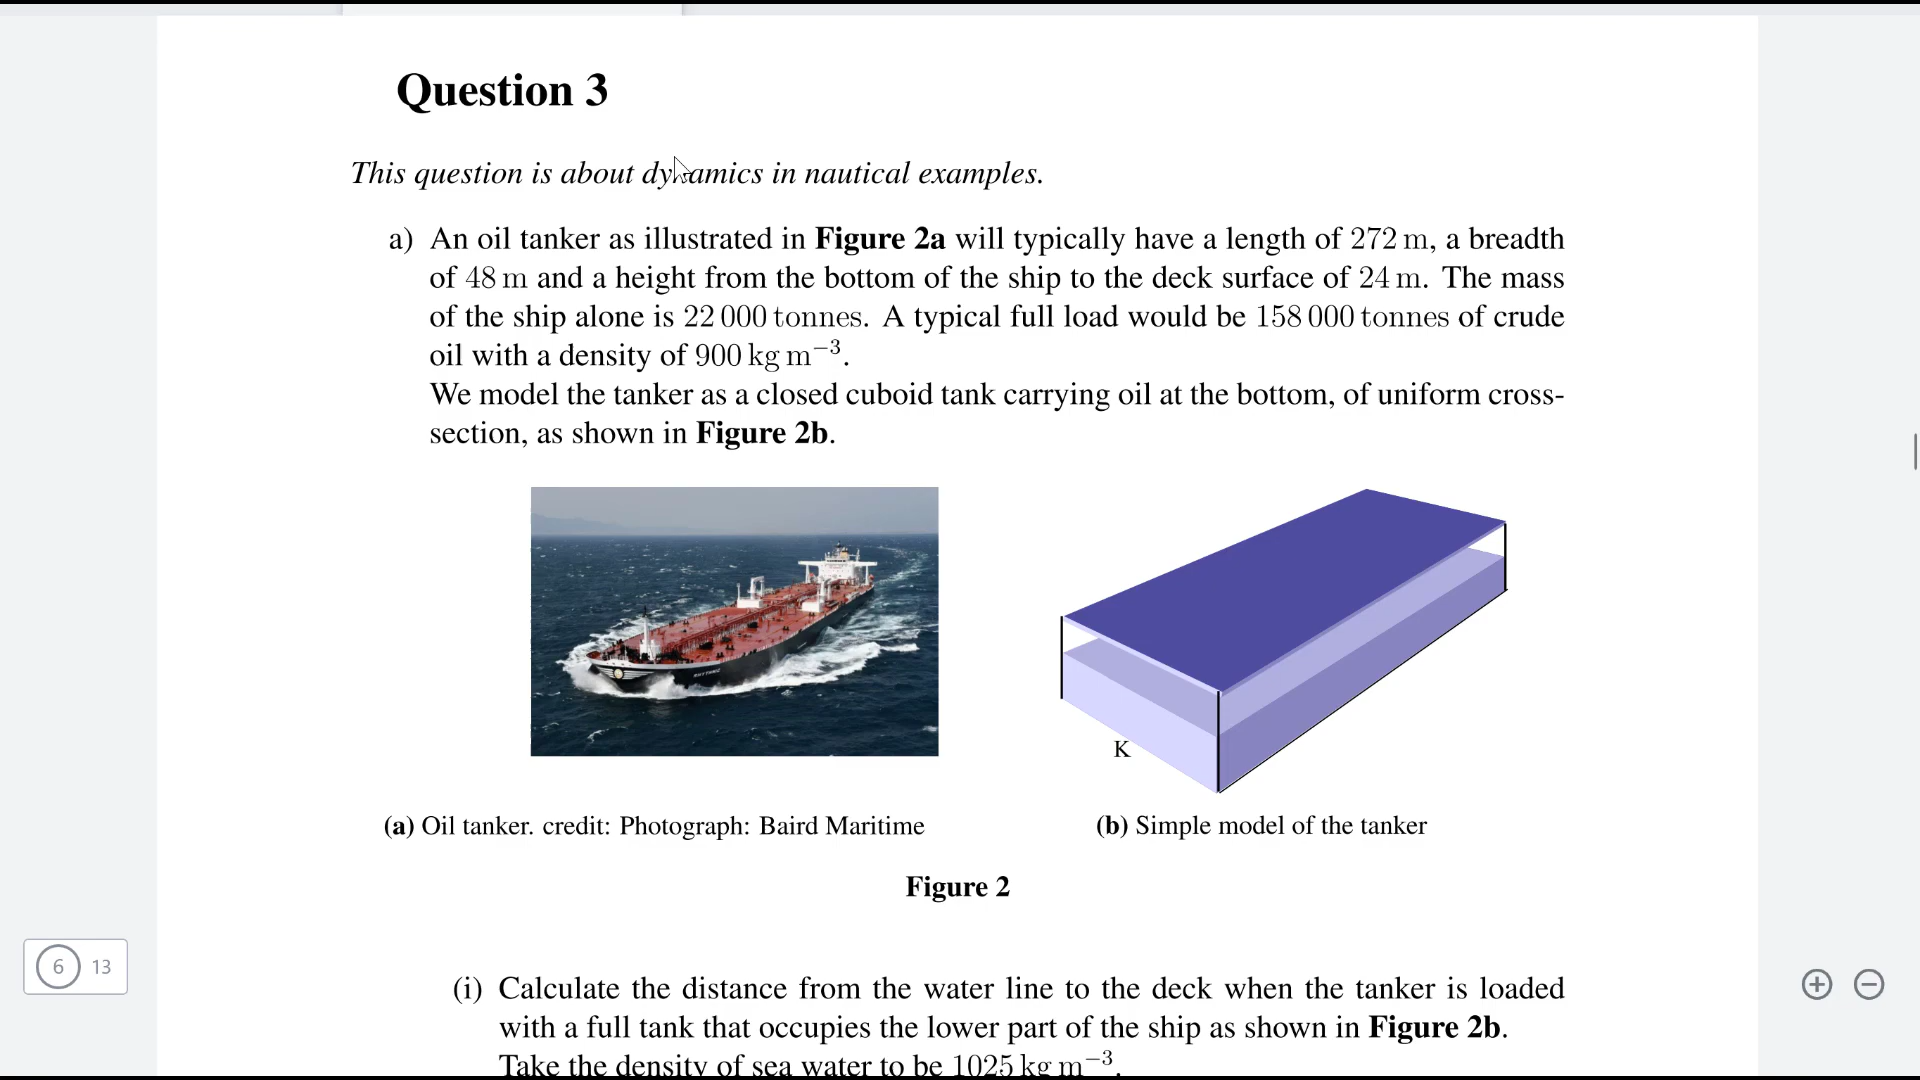 Question 3
This question is about dynamics in nautical examples.
a) An oil tanker as illustrated in Figure 2a will typically have a length of 272 m, a breadth
of 48 m and a height from the bottom of the ship to the deck surface of 24 m. The mass
of the ship alone is 22 000 tonnes. A typical full load would be 158 000 tonnes of crude
oil with a density of 900 kg m⁻³.
We model the tanker as a closed cuboid tank carrying oil at the bottom, of uniform cross-
section, as shown in Figure 2b.
K
(a) Oil tanker. credit: Photograph: Baird Maritime
(b) Simple model of the tanker
Figure 2
6 13
(i) Calculate the distance from the water line to the deck when the tanker is loaded
with a full tank that occupies the lower part of the ship as shown in Figure 2b.
Take the density of sea water to be 1025 kg m⁻³.